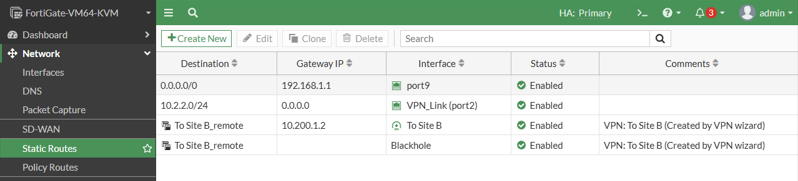 FortiGate-VM64-KVM
HA: Primary
>_
?
3
admin
Dashboard
Network
Interfaces
DNS
Packet Capture
SD-WAN
Static Routes
Policy Routes
+Create New Edit Clone Delete Search
Destination Gateway IP Interface Status Comments
0.0.0.0/0 192.168.1.1 port9 Enabled
10.2.2.0/24 0.0.0.0 VPN_Link (port2) Enabled
To Site B_remote 10.200.1.2 To Site B Enabled VPN: To Site B (Created by VPN wizard)
To Site B_remote Blackhole Enabled VPN: To Site B (Created by VPN wizard)